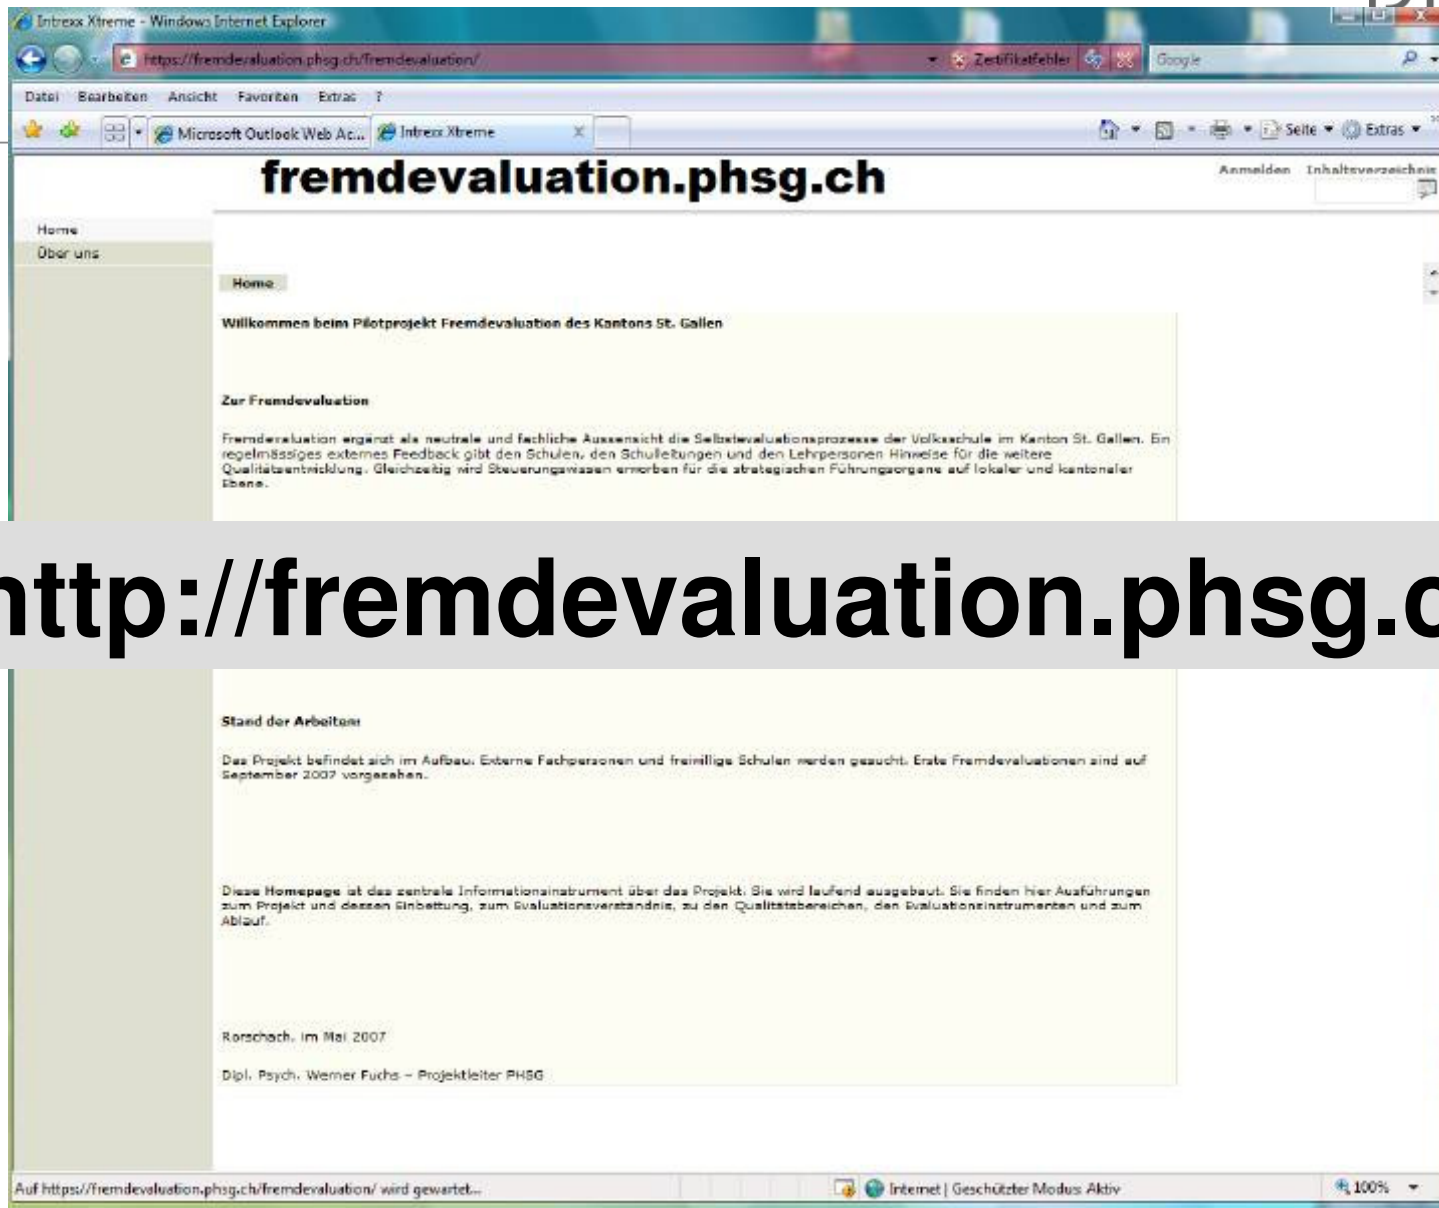 Intrexx Xtreme - Windows Internet Explorer
https://fremdevaluation.phsg.ch/fremdevaluation/
Zertifikatfehler
Google
Datei Bearbeiten Ansicht Favoriten Extras ?
Microsoft Outlook Web Ac...
Intrexx Xtreme
Seite
Extras
fremdevaluation.phsg.ch
Anmelden Inhaltsverzeichnis
Home
Über uns
Home
Willkommen beim Pilotprojekt Fremdevaluation des Kantons St. Gallen
Zur Fremdevaluation
Fremdevaluation ergänzt als neutrale und fachliche Aussensicht die Selbstevaluationsprozesse der Volksschule im Kanton St. Gallen. Ein
regelmässiges externes Feedback gibt den Schulen, den Schulleitungen und den Lehrpersonen Hinweise für die weitere
Qualitätsentwicklung. Gleichzeitig wird Steuerungswissen erworben für die strategischen Führungsorgane auf lokaler und kantonaler
Ebene.
http://fremdevaluation.phsg.c
Stand der Arbeiten:
Das Projekt befindet sich im Aufbau. Externe Fachpersonen und freiwillige Schulen werden gesucht. Erste Fremdevaluationen sind auf
September 2007 vorgesehen.
Diese Homepage ist das zentrale Informationsinstrument über das Projekt. Sie wird laufend ausgebaut. Sie finden hier Ausführungen
zum Projekt und dessen Einbettung, zum Evaluationsverständnis, zu den Qualitätsbereichen, den Evaluationsinstrumenten und zum
Ablauf.
Rorschach, im Mai 2007
Dipl. Psych. Werner Fuchs – Projektleiter PHSG
Auf https://fremdevaluation.phsg.ch/fremdevaluation/ wird gewartet...
Internet | Geschützter Modus: Aktiv
100%